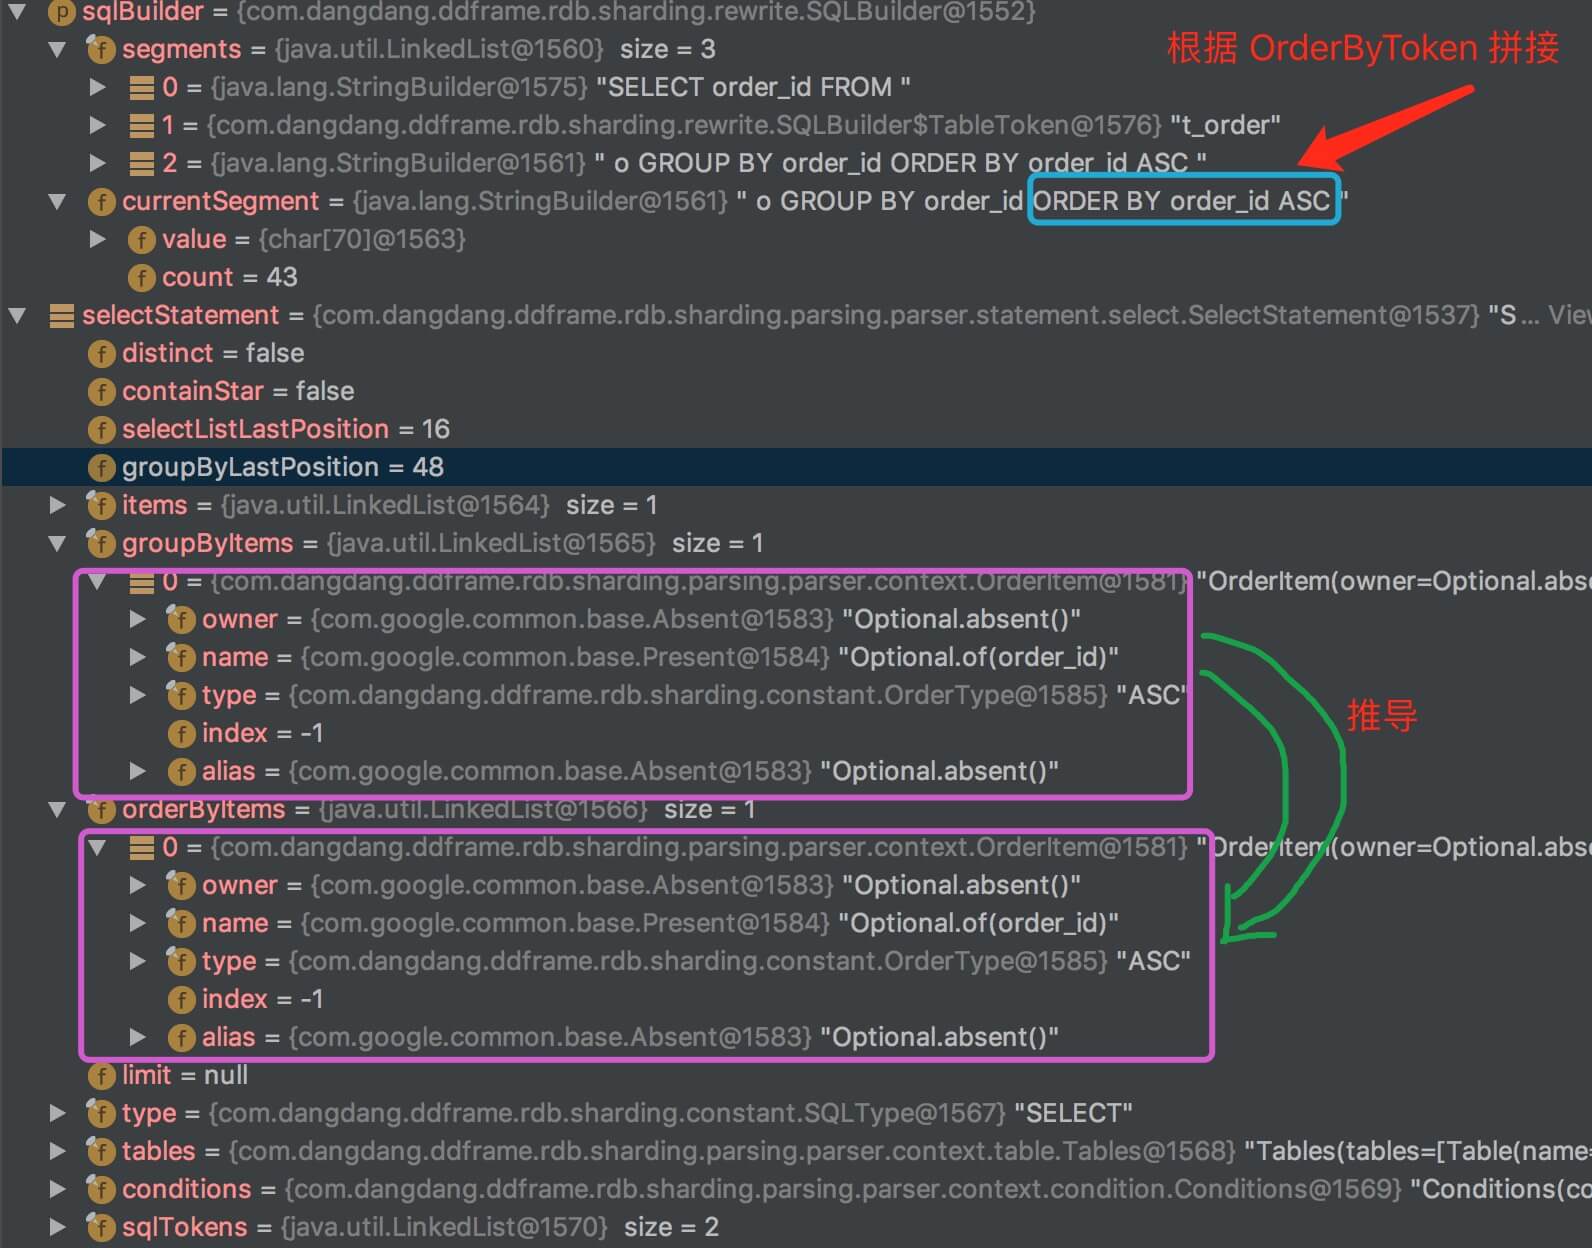 sqlBuilder = {com.dangdang.ddframe.rdb.sharding.rewrite.SQLBuilder@1552}
segments = {java.util.LinkedList@1560} size = 3
根据 OrderByToken 拼接
0 = {java.lang.StringBuilder@1575} "SELECT order_id FROM "
1 = {com.dangdang.ddframe.rdb.sharding.rewrite.SQLBuilder$TableToken@1576} "t_order"
2 = {java.lang.StringBuilder@1561} " o GROUP BY order_id ORDER BY order_id ASC "
currentSegment = {java.lang.StringBuilder@1561} " o GROUP BY order_id ORDER BY order_id ASC "
value = {char[70]@1563}
count = 43
selectStatement = {com.dangdang.ddframe.rdb.sharding.parsing.parser.statement.select.SelectStatement@1537} "S... View
distinct = false
containStar = false
selectListLastPosition = 16
groupByLastPosition = 48
items = {java.util.LinkedList@1564} size = 1
groupByItems = {java.util.LinkedList@1565} size = 1
0 = {com.dangdang.ddframe.rdb.sharding.parsing.parser.context.OrderItem@1581} "OrderItem(owner=Optional.abse
owner = {com.google.common.base.Absent@1583} "Optional.absent()"
name = {com.google.common.base.Present@1584} "Optional.of(order_id)"
type = {com.dangdang.ddframe.rdb.sharding.constant.OrderType@1585} "ASC"
推导
index = -1
alias = {com.google.common.base.Absent@1583} "Optional.absent()"
orderByItems = {java.util.LinkedList@1566} size = 1
0 = {com.dangdang.ddframe.rdb.sharding.parsing.parser.context.OrderItem@1581} "OrderItem(owner=Optional.abse
owner = {com.google.common.base.Absent@1583} "Optional.absent()"
name = {com.google.common.base.Present@1584} "Optional.of(order_id)"
type = {com.dangdang.ddframe.rdb.sharding.constant.OrderType@1585} "ASC"
index = -1
alias = {com.google.common.base.Absent@1583} "Optional.absent()"
limit = null
type = {com.dangdang.ddframe.rdb.sharding.constant.SQLType@1567} "SELECT"
tables = {com.dangdang.ddframe.rdb.sharding.parsing.parser.context.table.Tables@1568} "Tables(tables=[Table(name=
conditions = {com.dangdang.ddframe.rdb.sharding.parsing.parser.context.condition.Conditions@1569} "Conditions(co
sqlTokens = {java.util.LinkedList@1570} size = 2